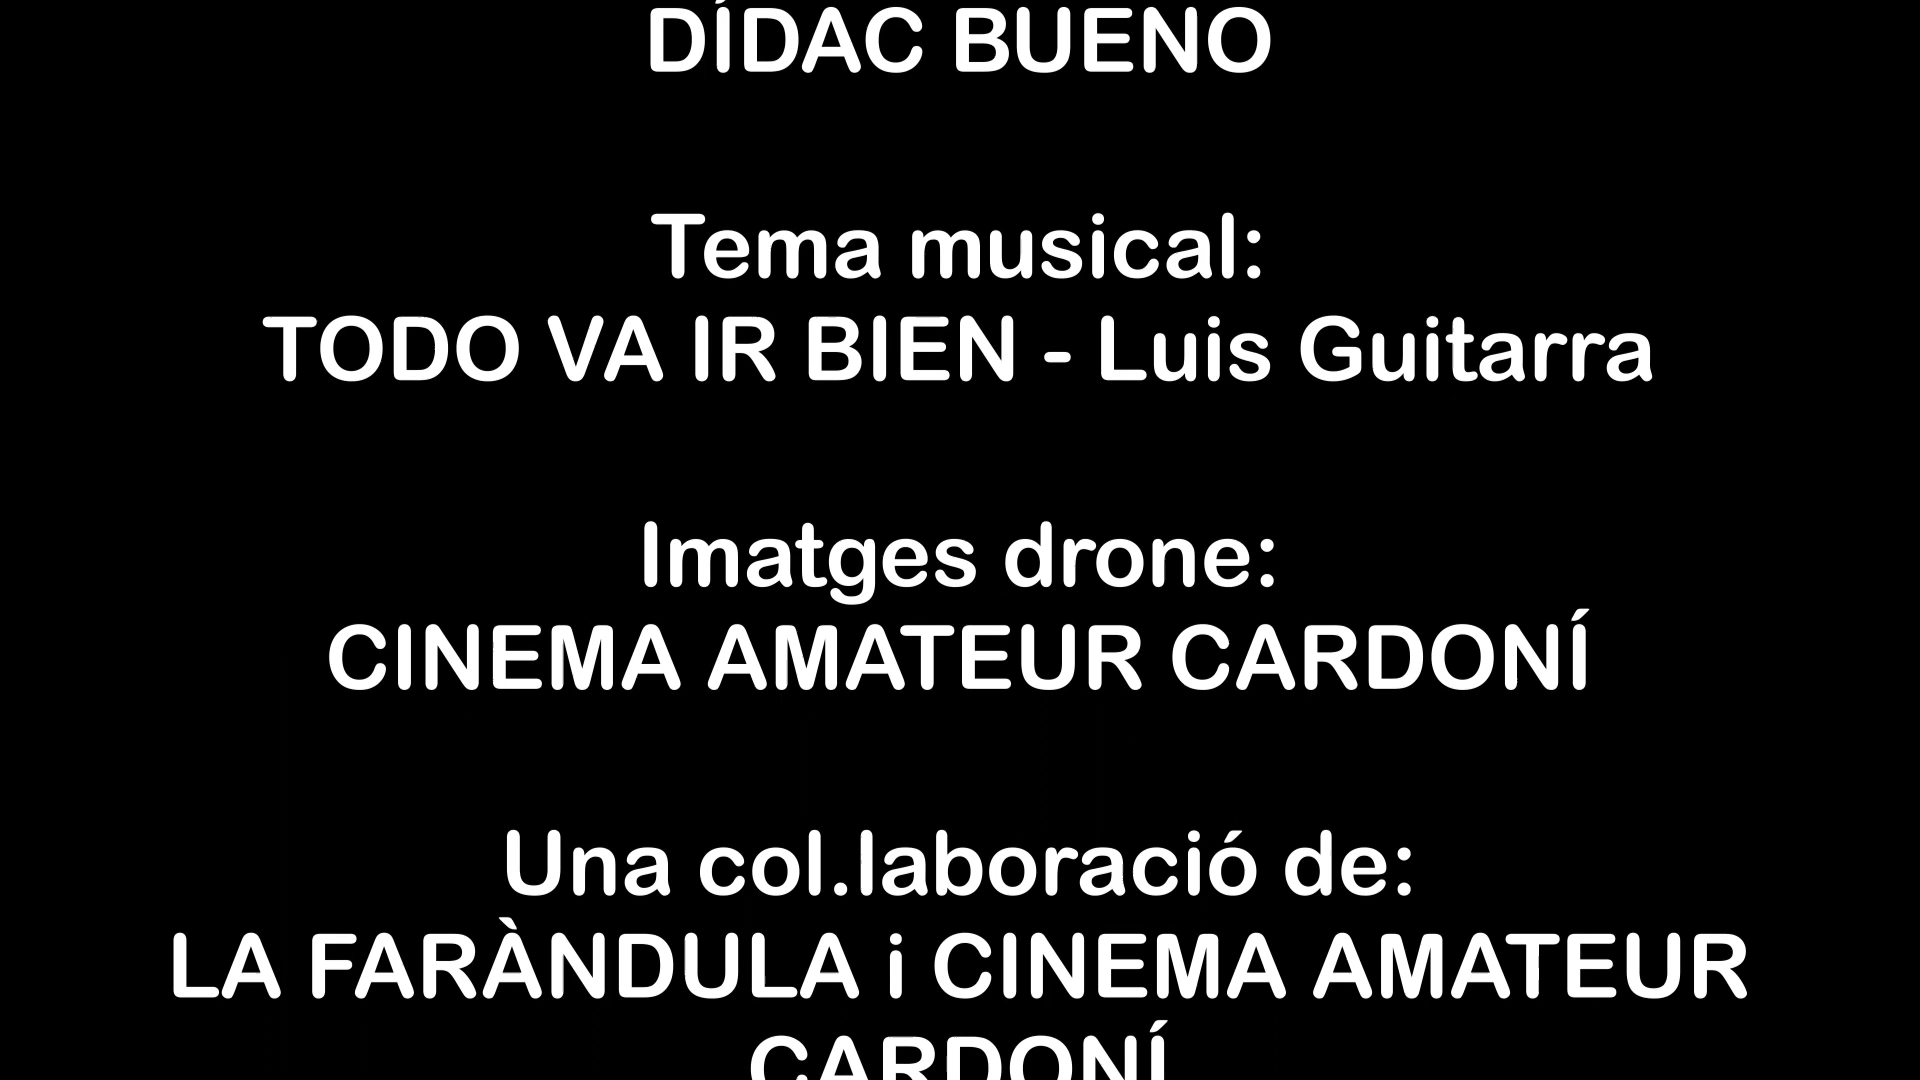 DÍDAC BUENO
Tema musical:
TODO VA IR BIEN - Luis Guitarra
Imatges drone:
CINEMA AMATEUR CARDONÍ
Una col.laboració de:
LA FARÀNDULA i CINEMA AMATEUR
CARDONÍ